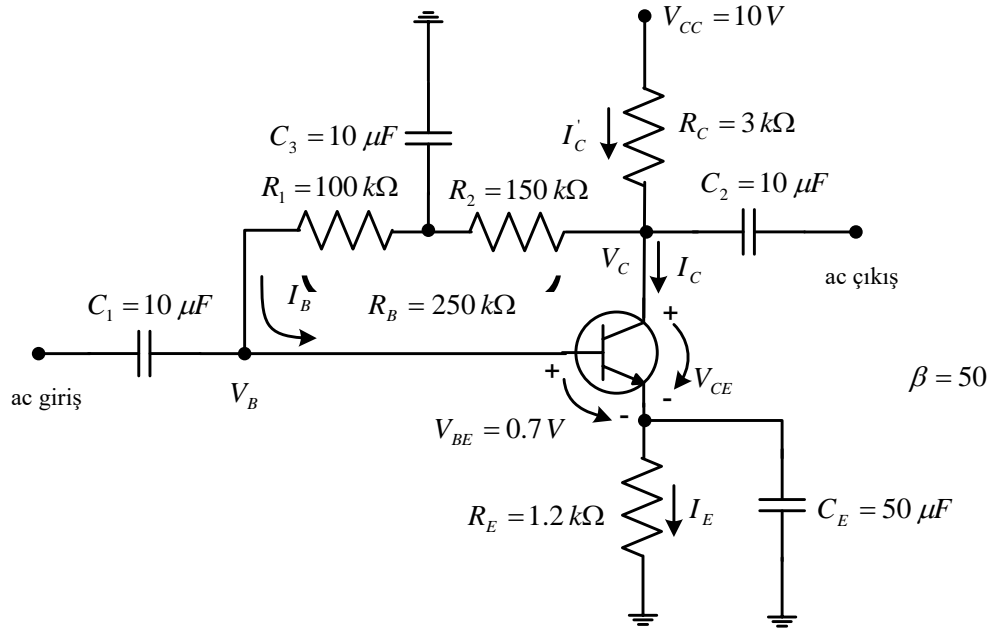 V_CC = 10 V
I'_C
R_C = 3 kΩ
C_3 = 10 μF
R_1 = 100 kΩ
R_2 = 150 kΩ
C_2 = 10 μF
V_C
I_C
ac çıkış
I_B
R_B = 250 kΩ
C_1 = 10 μF
+
+
V_CE
-
β = 50
ac giriş
V_B
-
V_BE = 0.7 V
R_E = 1.2 kΩ
I_E
C_E = 50 μF